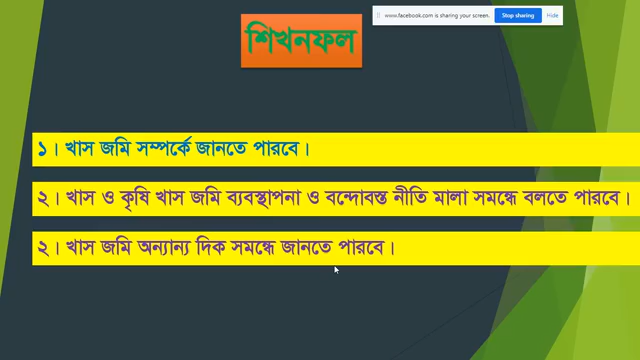 শিখনফল
www.facebook.com is sharing your screen. Stop sharing Hide
১। খাস জমি সম্পর্কে জানতে পারবে।
২। খাস ও কৃষি খাস জমি ব্যবস্থাপনা ও বন্দোবস্ত নীতি মালা সমন্ধে বলতে পারবে।
২। খাস জমি অন্যান্য দিক সমন্ধে জানতে পারবে।